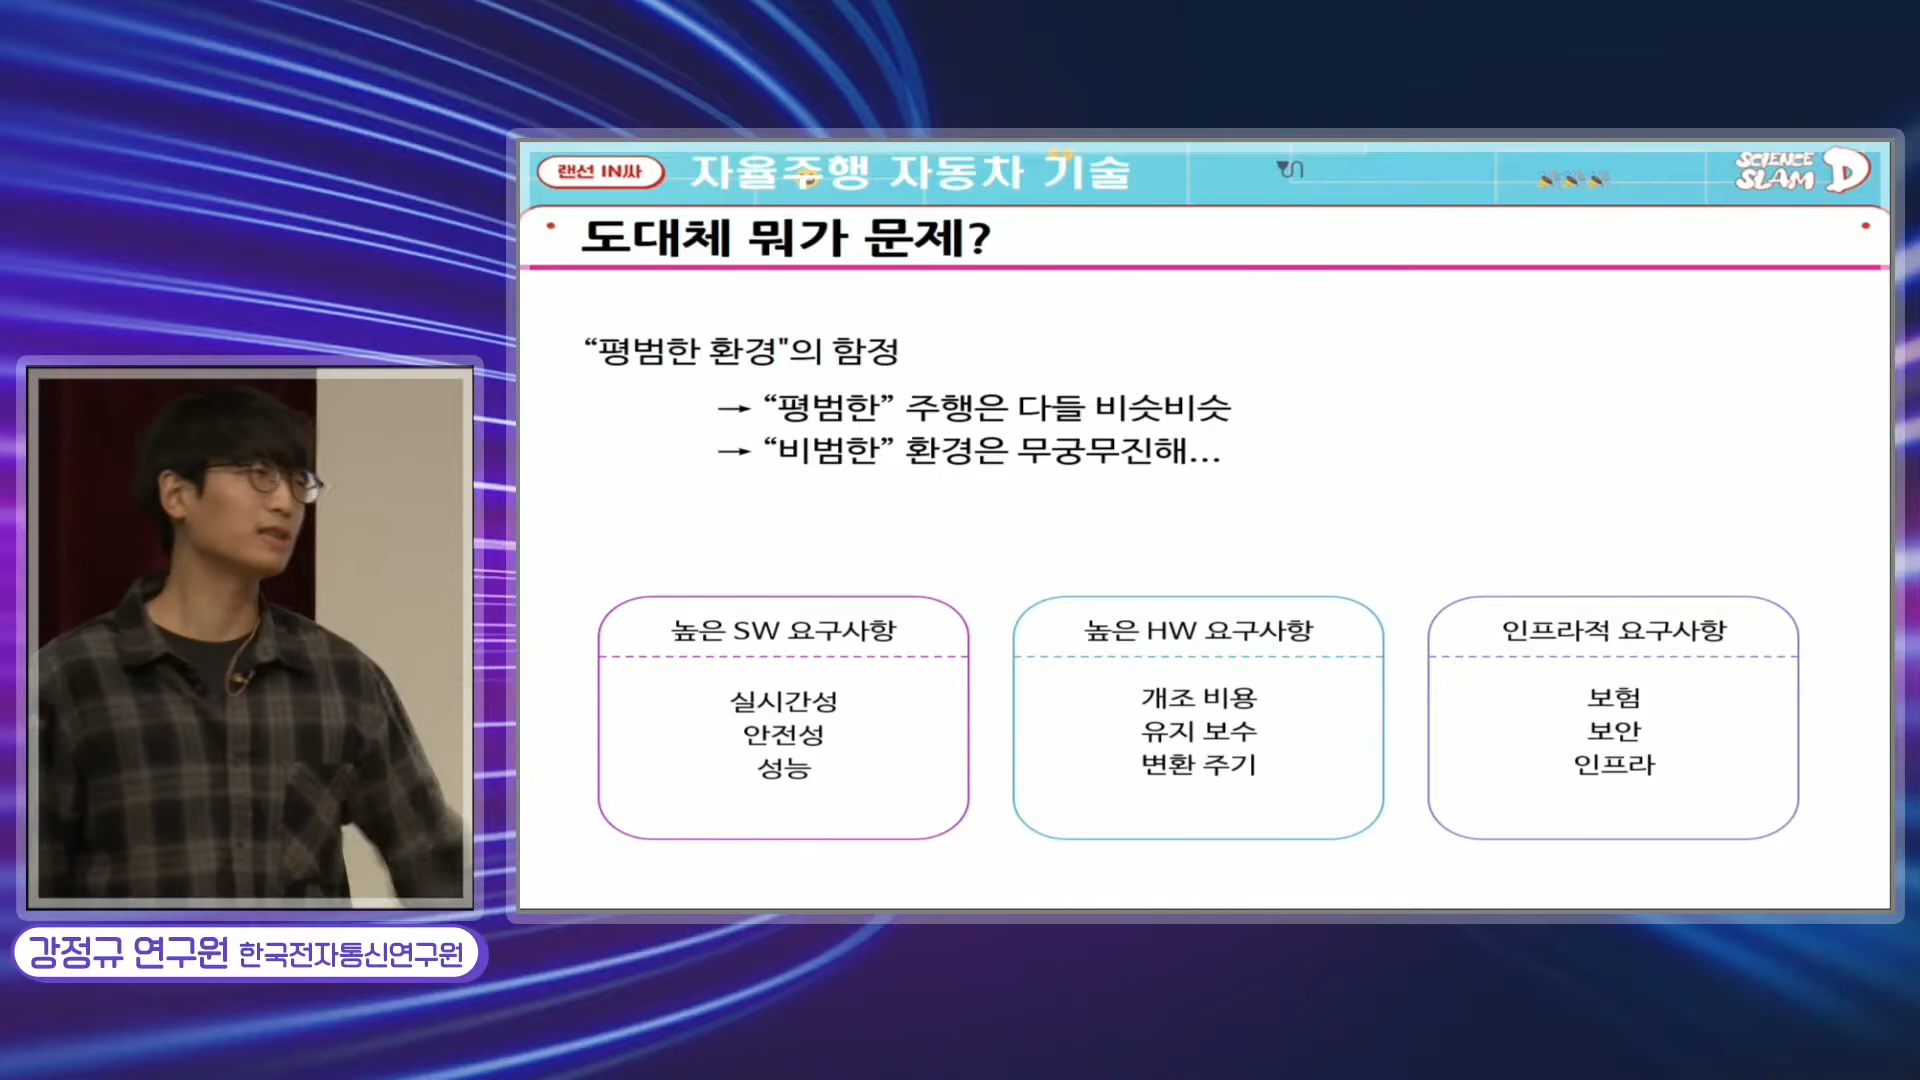 랜선 IN싸
자율주행 자동차 기술
SCIENCE
SLAM D
도대체 뭐가 문제?
“평범한 환경"의 함정
→ “평범한” 주행은 다들 비슷비슷
→ “비범한” 환경은 무궁무진해...
높은 SW 요구사항
실시간성
안전성
성능
높은 HW 요구사항
개조 비용
유지 보수
변환 주기
인프라적 요구사항
보험
보안
인프라
강정규 연구원 한국전자통신연구원